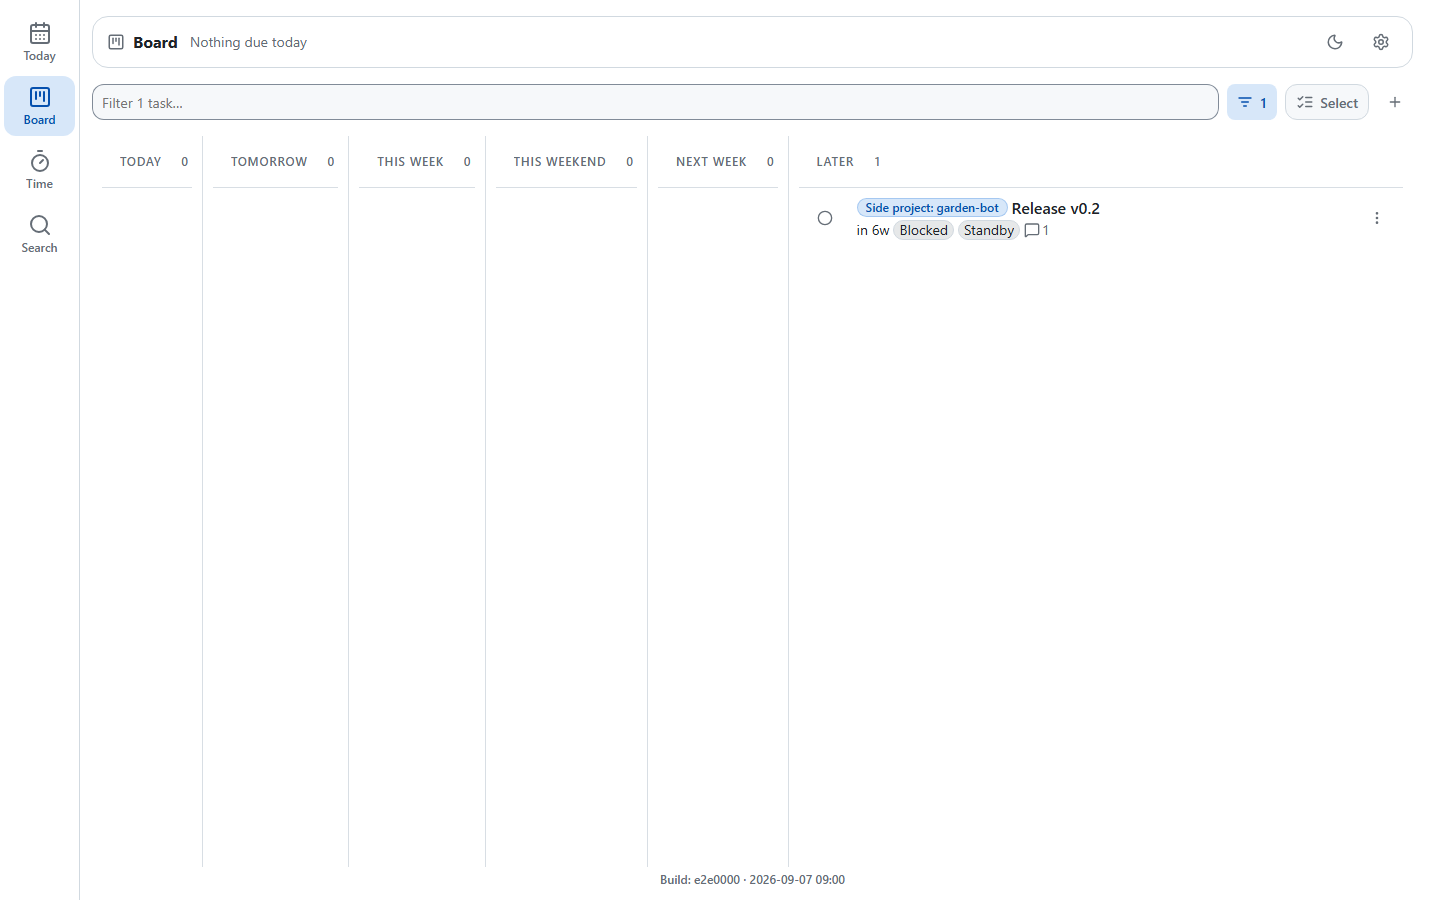 Today
Board
Time
Search
Board Nothing due today
Filter 1 task...
1
Select
TODAY 0
TOMORROW 0
THIS WEEK 0
THIS WEEKEND 0
NEXT WEEK 0
LATER 1
Side project: garden-bot Release v0.2
in 6w Blocked Standby 1
Build: e2e0000 · 2026-09-07 09:00